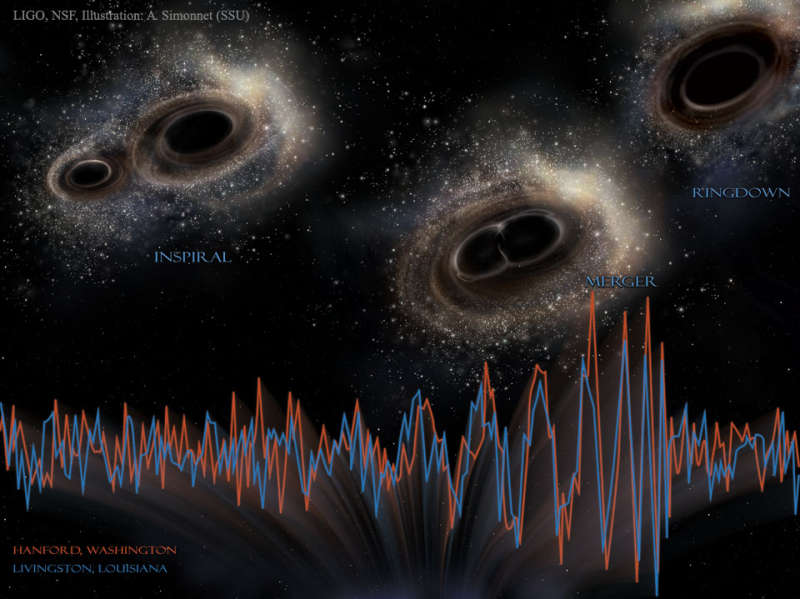 LIGO, NSF, Illustration: A. Simonnet (SSU)
RINGDOWN
INSPIRAL
MERGER
HANFORD, WASHINGTON
LIVINGSTON, LOUISIANA